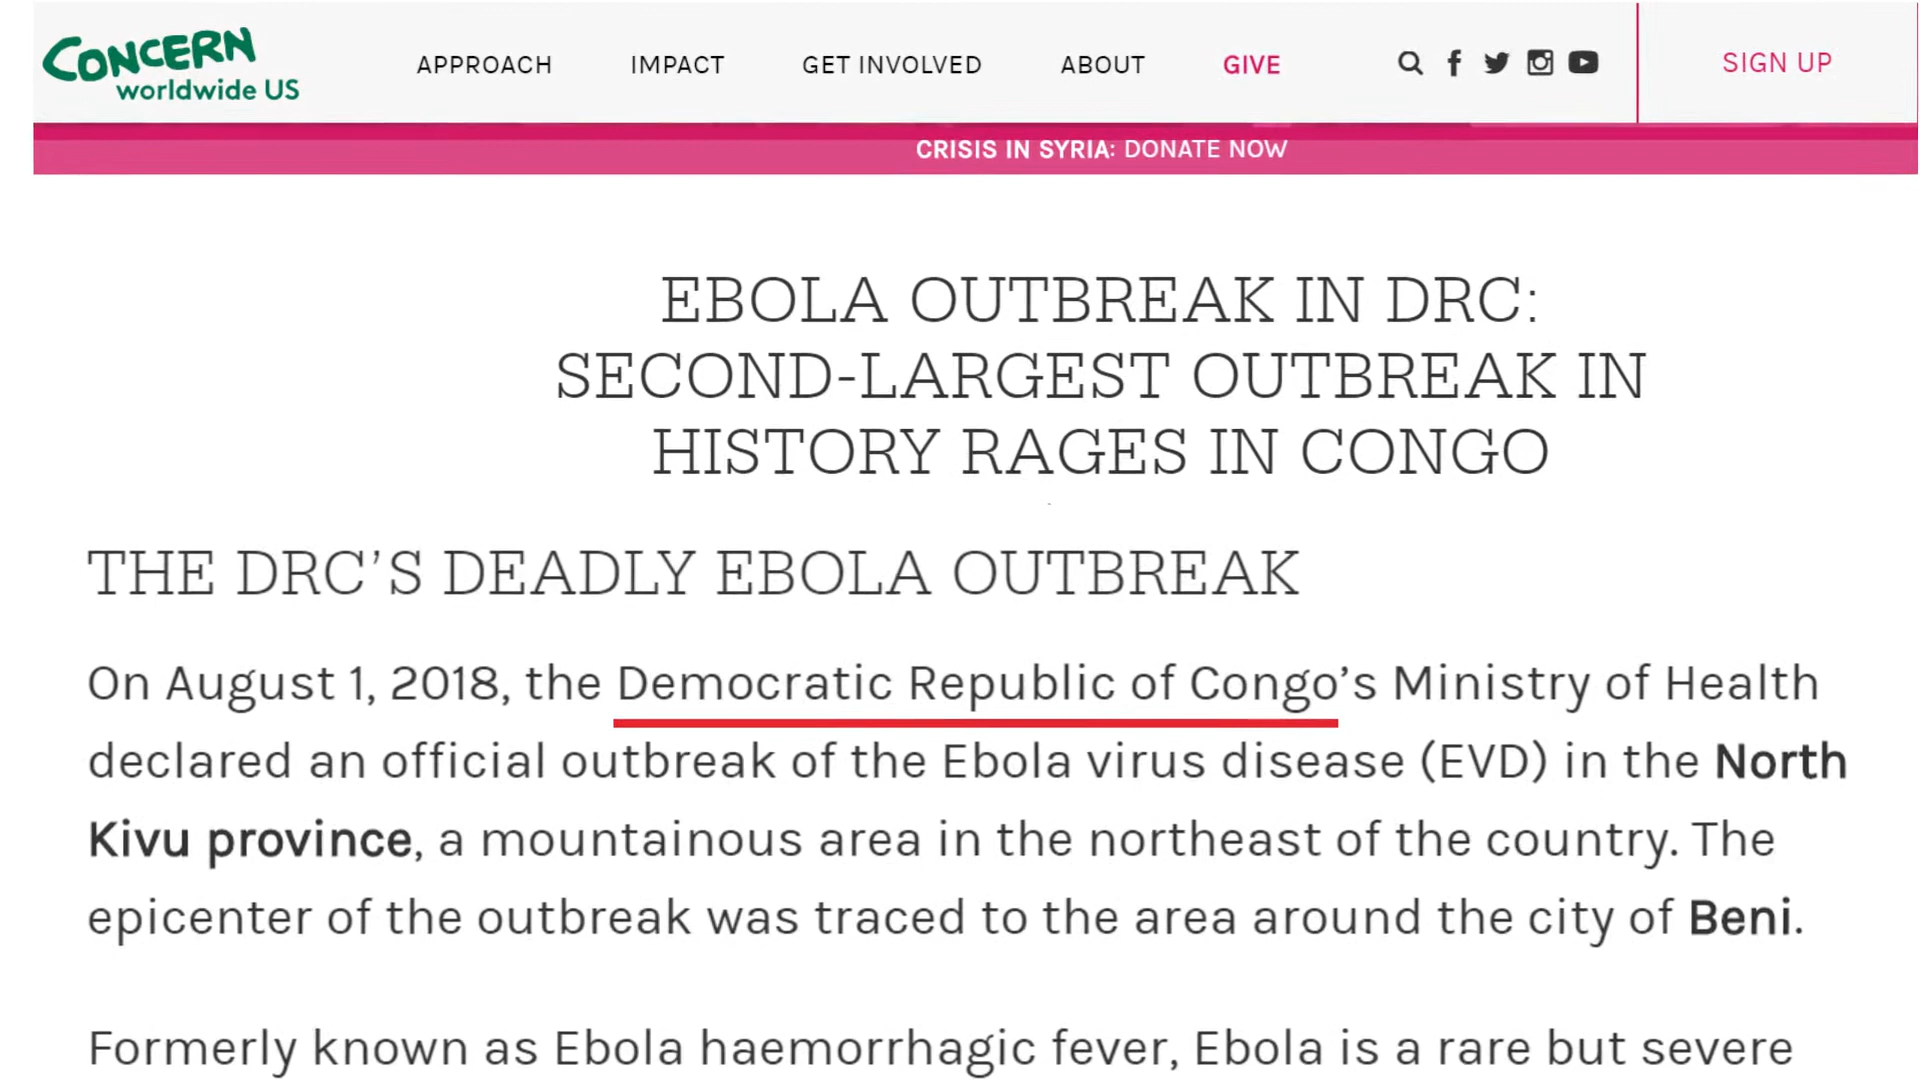 CONCERN
worldwide US
APPROACH IMPACT GET INVOLVED ABOUT GIVE SIGN UP
CRISIS IN SYRIA: DONATE NOW
EBOLA OUTBREAK IN DRC:
SECOND-LARGEST OUTBREAK IN
HISTORY RAGES IN CONGO
THE DRC’S DEADLY EBOLA OUTBREAK
On August 1, 2018, the Democratic Republic of Congo’s Ministry of Health
declared an official outbreak of the Ebola virus disease (EVD) in the North
Kivu province, a mountainous area in the northeast of the country. The
epicenter of the outbreak was traced to the area around the city of Beni.
Formerly known as Ebola haemorrhagic fever, Ebola is a rare but severe